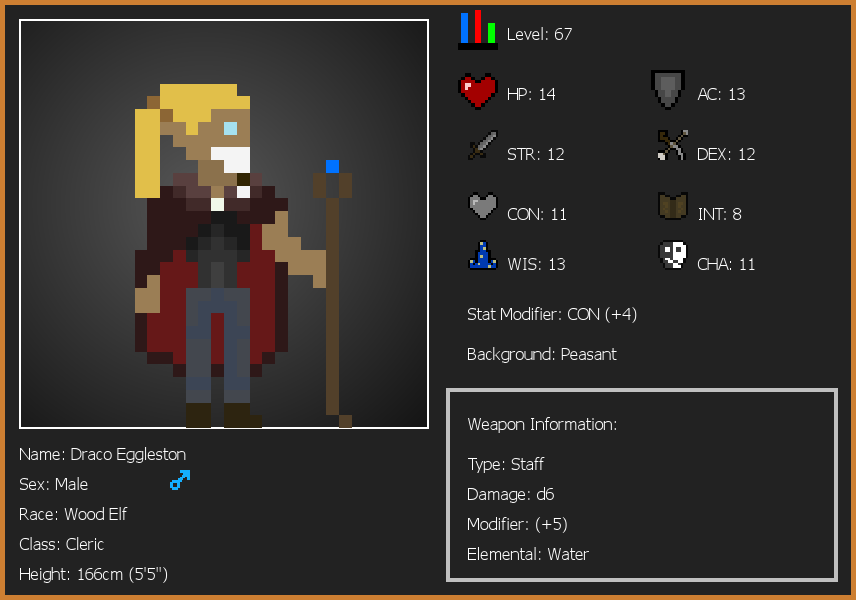 Level: 67
HP: 14
AC: 13
STR: 12
DEX: 12
CON: 11
INT: 8
WIS: 13
CHA: 11
Stat Modifier: CON (+4)
Background: Peasant
Weapon Information:
Type: Staff
Damage: d6
Modifier: (+5)
Elemental: Water
Name: Draco Eggleston
Sex: Male
Race: Wood Elf
Class: Cleric
Height: 166cm (5'5")